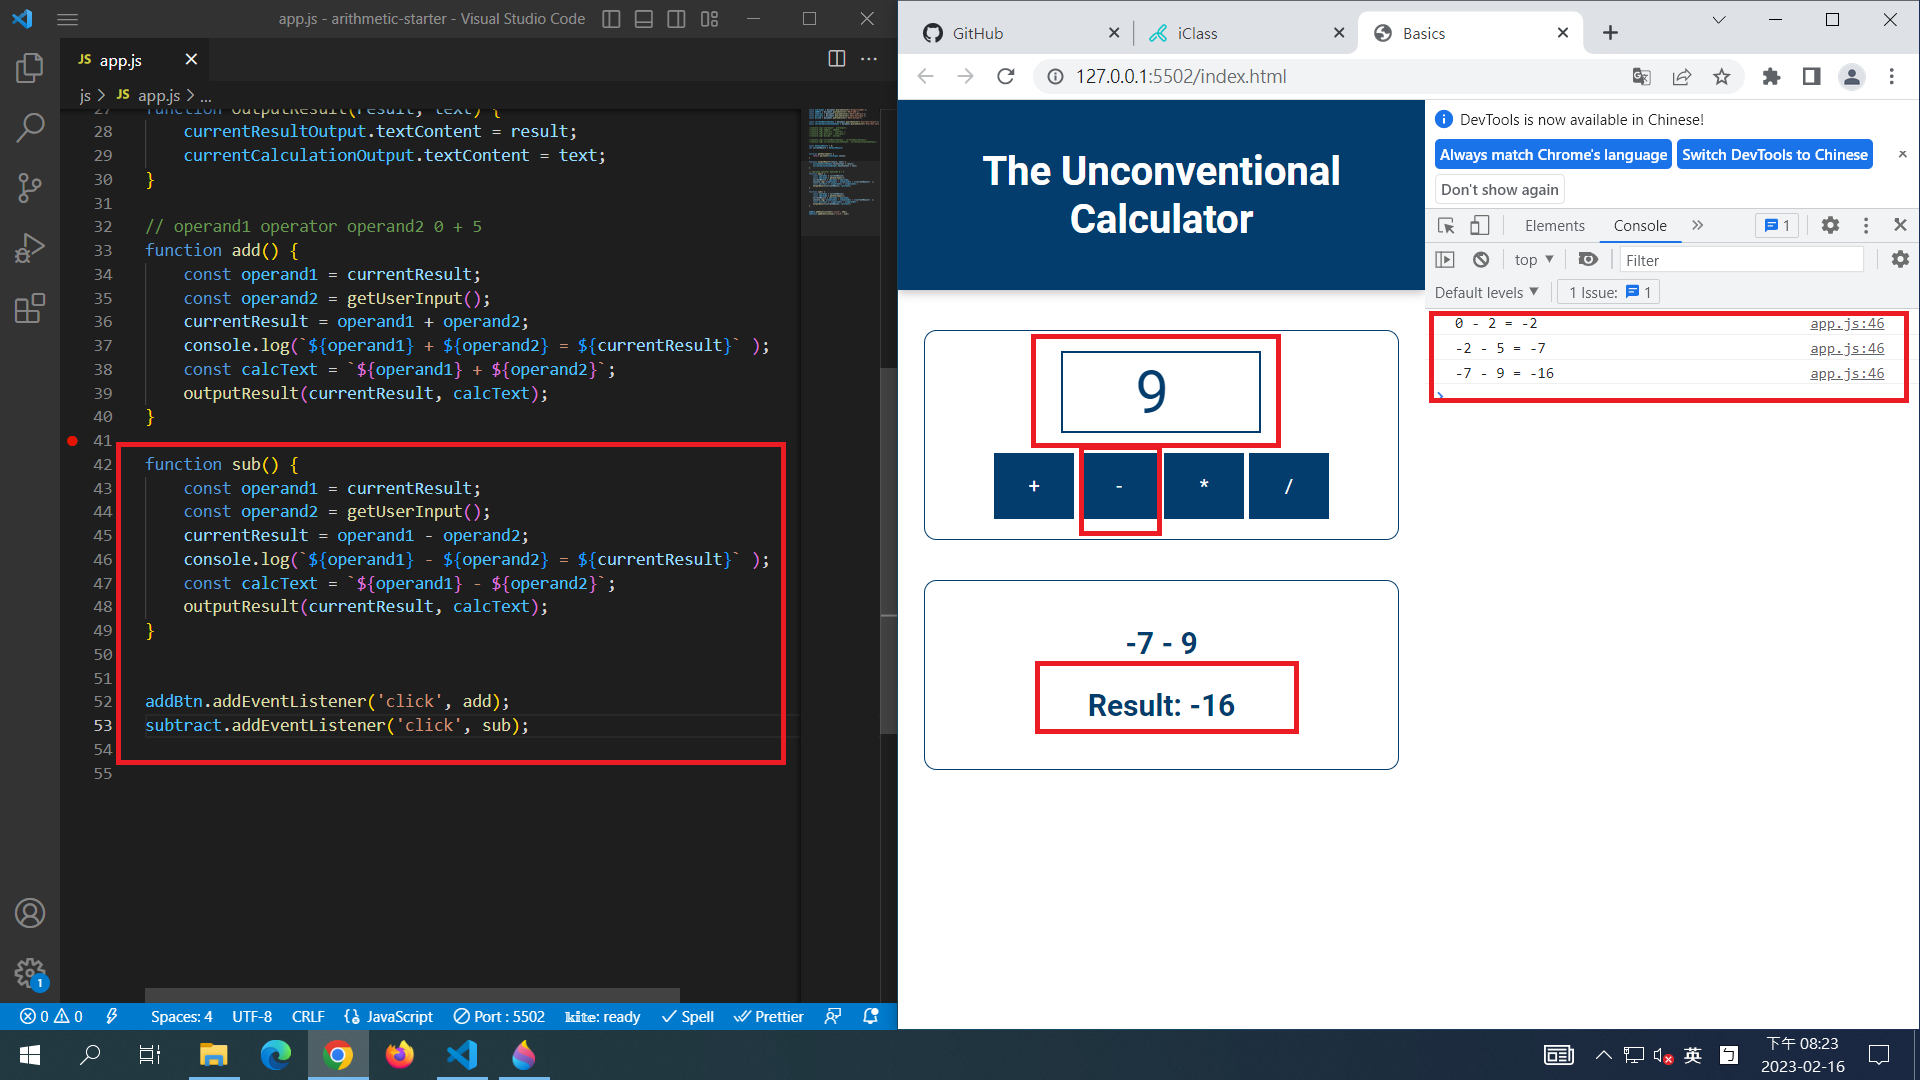 app.js - arithmetic-starter - Visual Studio Code
JS app.js
js > JS app.js > ...
27 function outputResult(result, text) {
28 currentResultOutput.textContent = result;
29 currentCalculationOutput.textContent = text;
30 }
31
32 // operand1 operator operand2 0 + 5
33 function add() {
34 const operand1 = currentResult;
35 const operand2 = getUserInput();
36 currentResult = operand1 + operand2;
37 console.log(`${operand1} + ${operand2} = ${currentResult}` );
38 const calcText = `${operand1} + ${operand2}`;
39 outputResult(currentResult, calcText);
40 }
41
42 function sub() {
43 const operand1 = currentResult;
44 const operand2 = getUserInput();
45 currentResult = operand1 - operand2;
46 console.log(`${operand1} - ${operand2} = ${currentResult}` );
47 const calcText = `${operand1} - ${operand2}`;
48 outputResult(currentResult, calcText);
49 }
50
51
52 addBtn.addEventListener('click', add);
53 subtract.addEventListener('click', sub);
54
55
1
0 0 Spaces: 4 UTF-8 CRLF JavaScript Port : 5502 kite: ready Spell Prettier
GitHub
iClass
Basics
127.0.0.1:5502/index.html
The Unconventional
Calculator
9
+ - * /
-7 - 9
Result: -16
DevTools is now available in Chinese!
Always match Chrome's language Switch DevTools to Chinese
Don't show again
Elements Console 1
top Filter
Default levels 1 Issue: 1
0 - 2 = -2 app.js:46
-2 - 5 = -7 app.js:46
-7 - 9 = -16 app.js:46
英 ㄅ
下午 08:23
2023-02-16